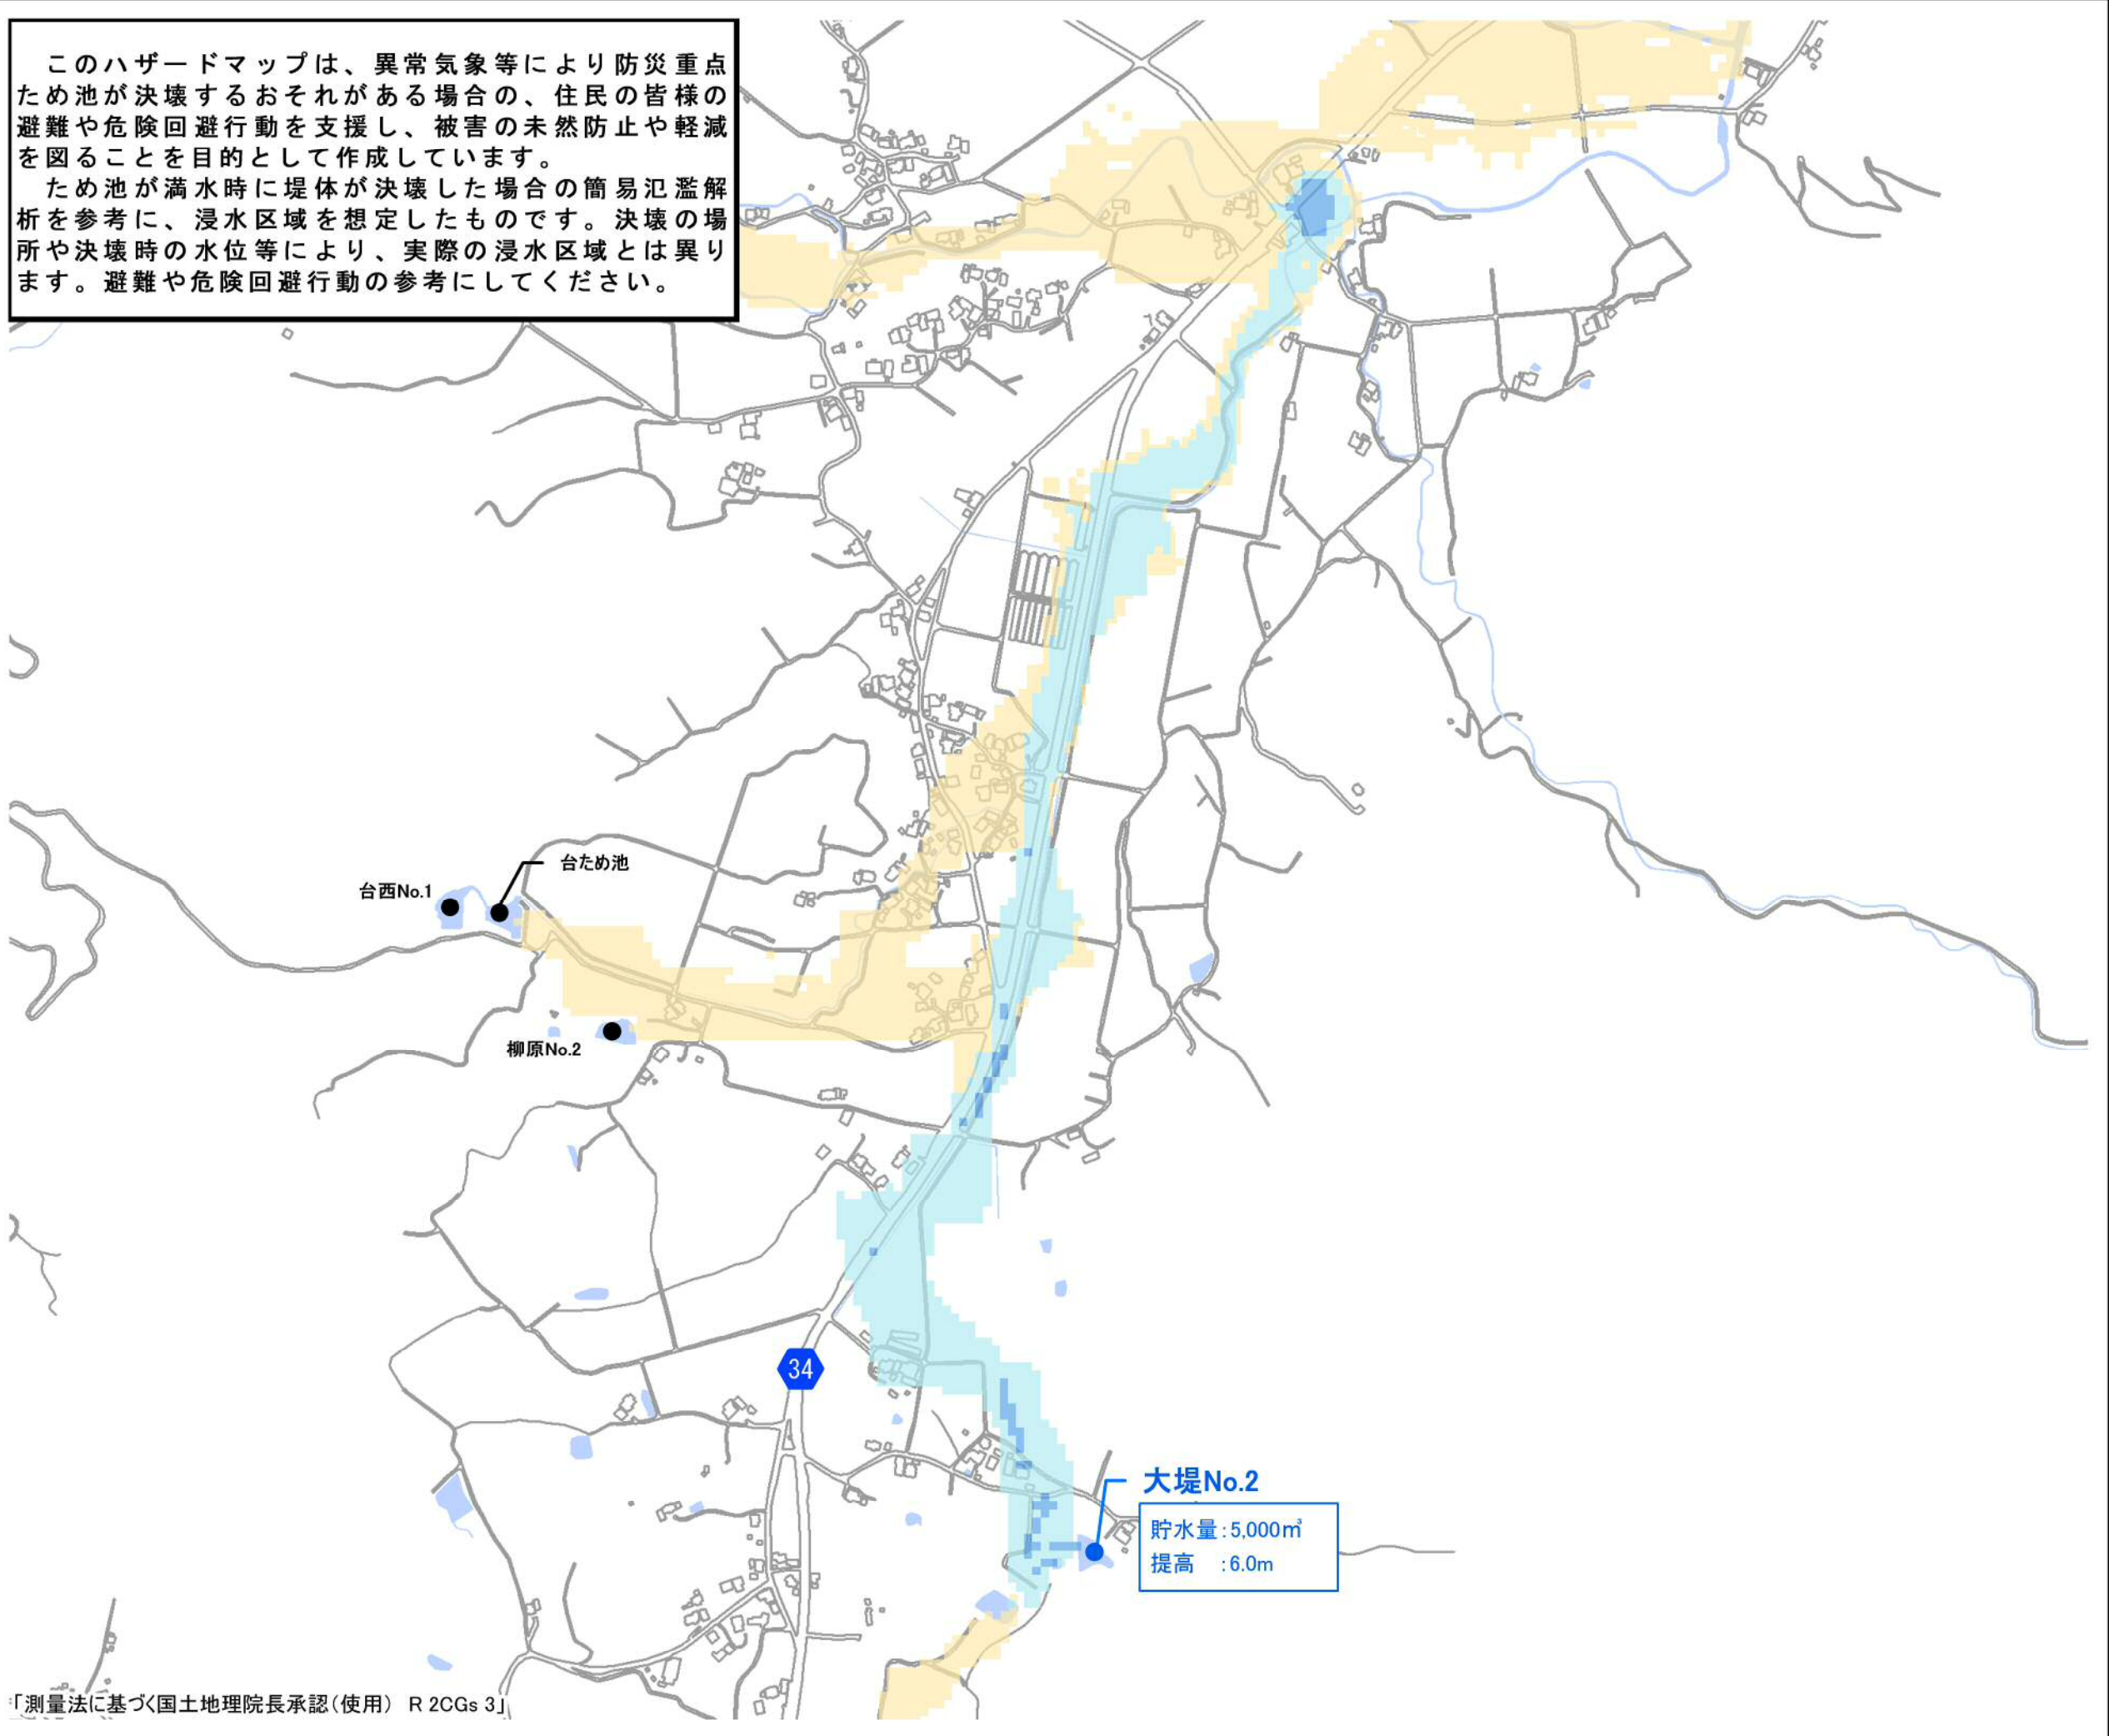 このハザードマップは、異常気象等により防災重点
ため池が決壊するおそれがある場合の、住民の皆様の
避難や危険回避行動を支援し、被害の未然防止や軽減
を図ることを目的として作成しています。
ため池が満水時に堤体が決壊した場合の簡易氾濫解
析を参考に、浸水区域を想定したものです。決壊の場
所や決壊時の水位等により、実際の浸水区域とは異り
ます。避難や危険回避行動の参考にしてください。
台ため池
台西No.1
柳原No.2
34
大堤No.2
貯水量:5,000㎥
提高 :6.0m
「測量法に基づく国土地理院長承認(使用) R 2CGs 3」